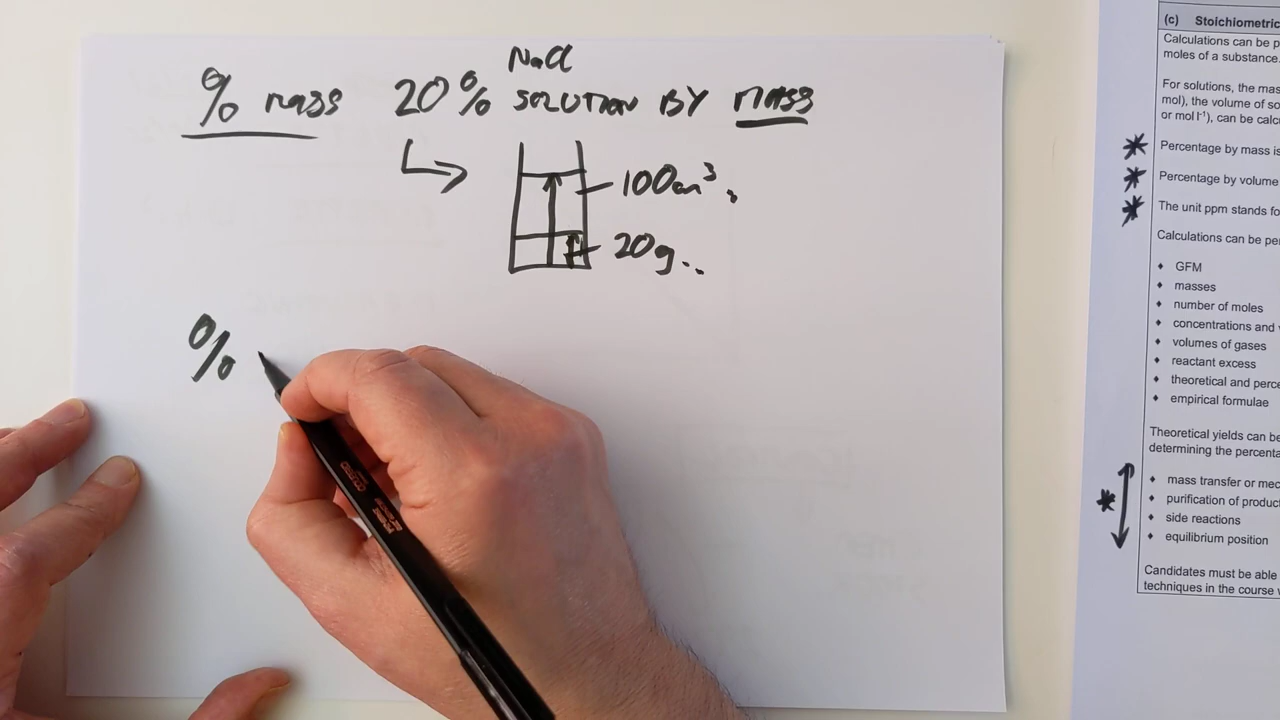 NaCl
% mass 20% SOLUTION BY MASS
100cm³.
20g..
%
(c) Stoichiometric
Calculations can be p
moles of a substance.
For solutions, the mas
mol), the volume of so
or mol l⁻¹), can be calc
* Percentage by mass is
* Percentage by volume
* The unit ppm stands fo
Calculations can be per
♦ GFM
♦ masses
♦ number of moles
♦ concentrations and v
♦ volumes of gases
♦ reactant excess
♦ theoretical and perce
♦ empirical formulae
Theoretical yields can be
determining the percenta
♦ mass transfer or mec
♦ purification of produc
♦ side reactions
♦ equilibrium position
Candidates must be able
techniques in the course w